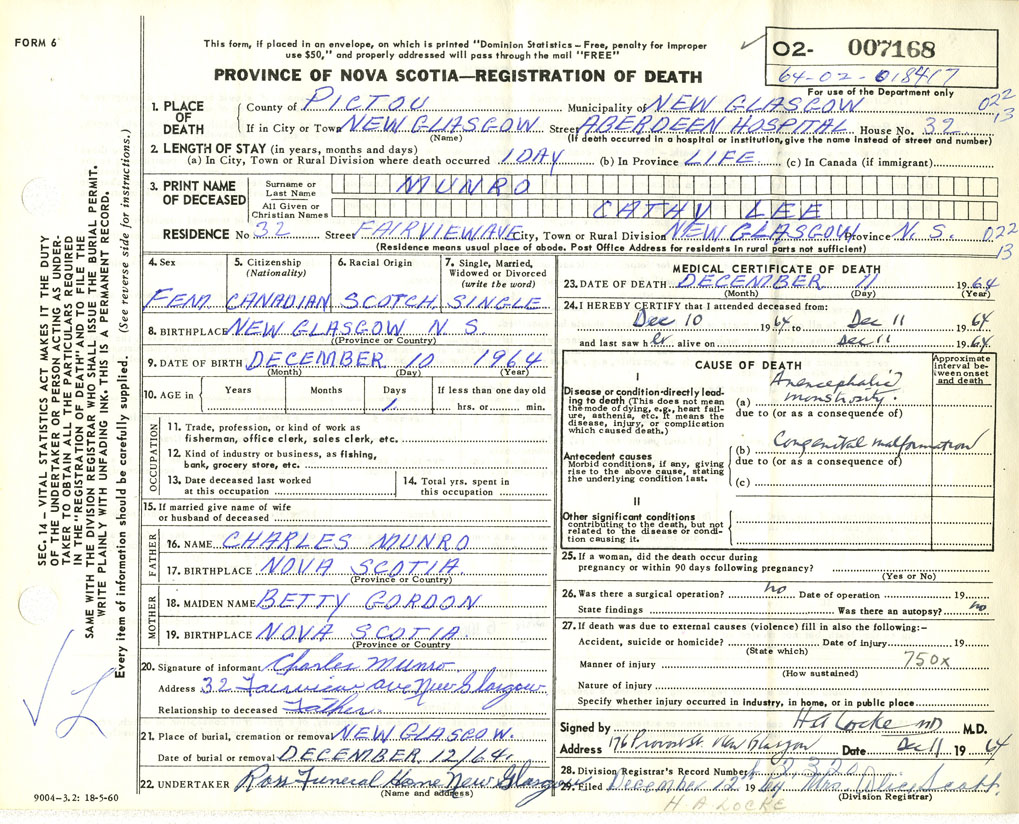 FORM 6
This form, if placed in an envelope, on which is printed "Dominion Statistics – Free, penalty for improper
use $50," and properly addressed will pass through the mail "FREE"
PROVINCE OF NOVA SCOTIA—REGISTRATION OF DEATH
02- 007168
64-02-018417
For use of the Department only
1. PLACE OF DEATH
County of PICTOU Municipality of NEW GLASGOW 022
If in City or Town NEW GLASGOW Street ABERDEEN HOSPITAL House No. 32 13
(Name) (If death occurred in a hospital or institution, give the name instead of street and number)
2. LENGTH OF STAY (in years, months and days)
(a) In City, Town or Rural Division where death occurred 1 DAY (b) In Province LIFE (c) In Canada (if immigrant)
3. PRINT NAME OF DECEASED
Surname or Last Name MUNRO
All Given or Christian Names CATHY LEE
RESIDENCE No 32 Street FAIRVIEW AVE City, Town or Rural Division NEW GLASGOW Province N. S. 022
(Residence means usual place of abode. Post Office Address for residents in rural parts not sufficient) 13
4. Sex 5. Citizenship (Nationality) 6. Racial Origin 7. Single, Married, Widowed or Divorced (write the word)
FEM CANADIAN SCOTCH SINGLE
8. BIRTHPLACE NEW GLASGOW N S
(Province or Country)
9. DATE OF BIRTH DECEMBER 10 1964
(Month) (Day) (Year)
10. AGE in Years Months Days If less than one day old
1 hrs. or min.
OCCUPATION
11. Trade, profession, or kind of work as
fisherman, office clerk, sales clerk, etc.
12. Kind of industry or business, as fishing,
bank, grocery store, etc.
13. Date deceased last worked
at this occupation
14. Total yrs. spent in
this occupation
15. If married give name of wife
or husband of deceased
FATHER
16. NAME CHARLES MUNRO
17. BIRTHPLACE NOVA SCOTIA
(Province or Country)
MOTHER
18. MAIDEN NAME BETTY GORDON
19. BIRTHPLACE NOVA SCOTIA
(Province or Country
20. Signature of informant Charles Munro
Address 32 Fairview Ave New Glasgow
Relationship to deceased Father
21. Place of burial, cremation or removal NEW GLASGOW.
Date of burial or removal DECEMBER 12/64.
22. UNDERTAKER Ross Funeral Home New Glasgow
(Name and address)
MEDICAL CERTIFICATE OF DEATH
23. DATE OF DEATH DECEMBER 11 1964
(Month) (Day) (Year)
24. I HEREBY CERTIFY that I attended deceased from:
Dec 10 1964 to Dec 11 1964
and last saw h er alive on Dec 11 1964
CAUSE OF DEATH
Approximate interval between onset and death
I
Disease or condition directly leading to death (This does not mean the mode of dying, e.g., heart failure, asthenia, etc. It means the disease, injury, or complication which caused death.)
(a) Anencephalic monstrosity.
due to (or as a consequence of)
Antecedent causes
Morbid conditions, if any, giving rise to the above cause, stating the underlying condition last.
(b) Congenital malformation
due to (or as a consequence of)
(c)
II
Other significant conditions
contributing to the death, but not related to the disease or condition causing it.
25. If a woman, did the death occur during
pregnancy or within 90 days following pregnancy?
(Yes or No)
26. Was there a surgical operation? no Date of operation 19
State findings Was there an autopsy? no
27. If death was due to external causes (violence) fill in also the following:–
Accident, suicide or homicide? Date of injury 19
(State which)
Manner of injury 750x
(How sustained)
Nature of injury
Specify whether injury occurred in industry, in home, or in public place
Signed by H A Locke MD M.D.
Address 176 Provost St. New Glasgow Date Dec 11 1964
28. Division Registrar's Record Number
29. Filed December 12 1964 Mrs.
(Division Registrar)
H A LOCKE
9004–3.2: 18-5-60
SEC. 14 – VITAL STATISTICS ACT MAKES IT THE DUTY
OF THE UNDERTAKER OR PERSON ACTING AS UNDER-
TAKER TO OBTAIN ALL THE PARTICULARS REQUIRED
IN THE "REGISTRATION OF DEATH" AND TO FILE THE
SAME WITH THE DIVISION REGISTRAR WHO SHALL ISSUE THE BURIAL PERMIT.
WRITE PLAINLY WITH UNFADING INK. THIS IS A PERMANENT RECORD.
Every item of information should be carefully supplied. (See reverse side for instructions.)